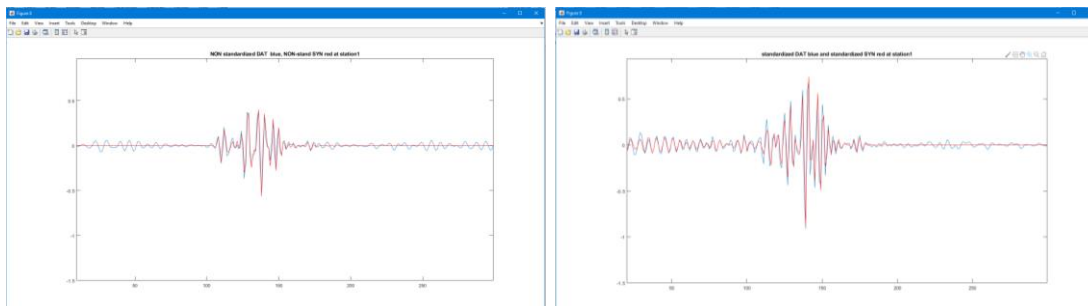 Figure 5
File Edit View Insert Tools Desktop Window Help
NON standardized DAT blue, NON-stand SYN red at station1
0.5
0
-0.5
-1
-1.5
50 100 150 200 250
File Edit View Insert Tools Desktop Window Help
standardized DAT blue and standardized SYN red at station1
0.5
0
-0.5
-1
-1.5
50 100 150 200 250